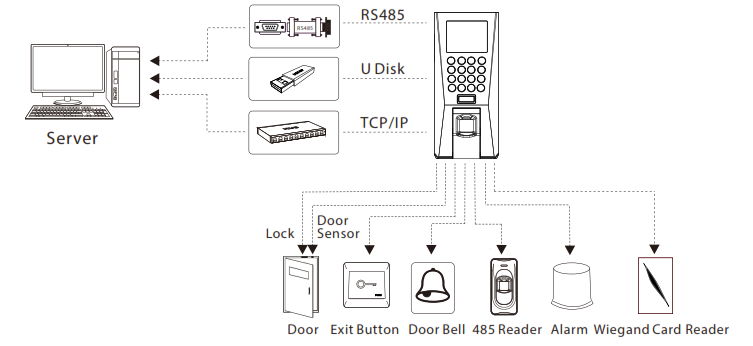 RS485
RS485
U Disk
TCP/IP
Server
Door
Lock Sensor
Door Exit Button Door Bell 485 Reader Alarm Wiegand Card Reader